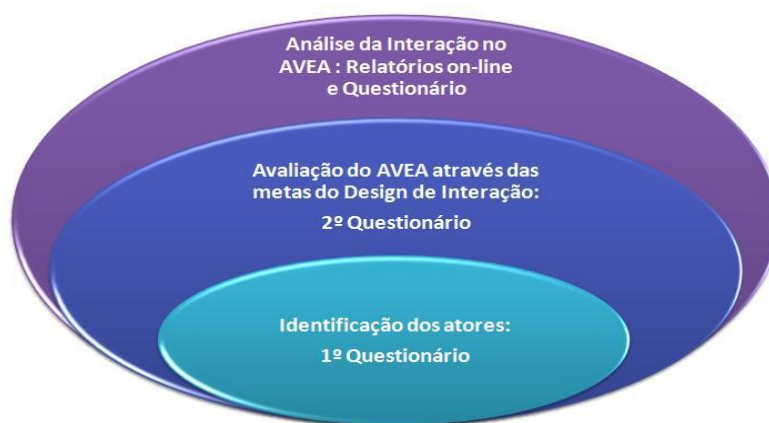 Análise da Interação no
AVEA : Relatórios on-line
e Questionário
Avaliação do AVEA através das
metas do Design de Interação:
2º Questionário
Identificação dos atores:
1º Questionário